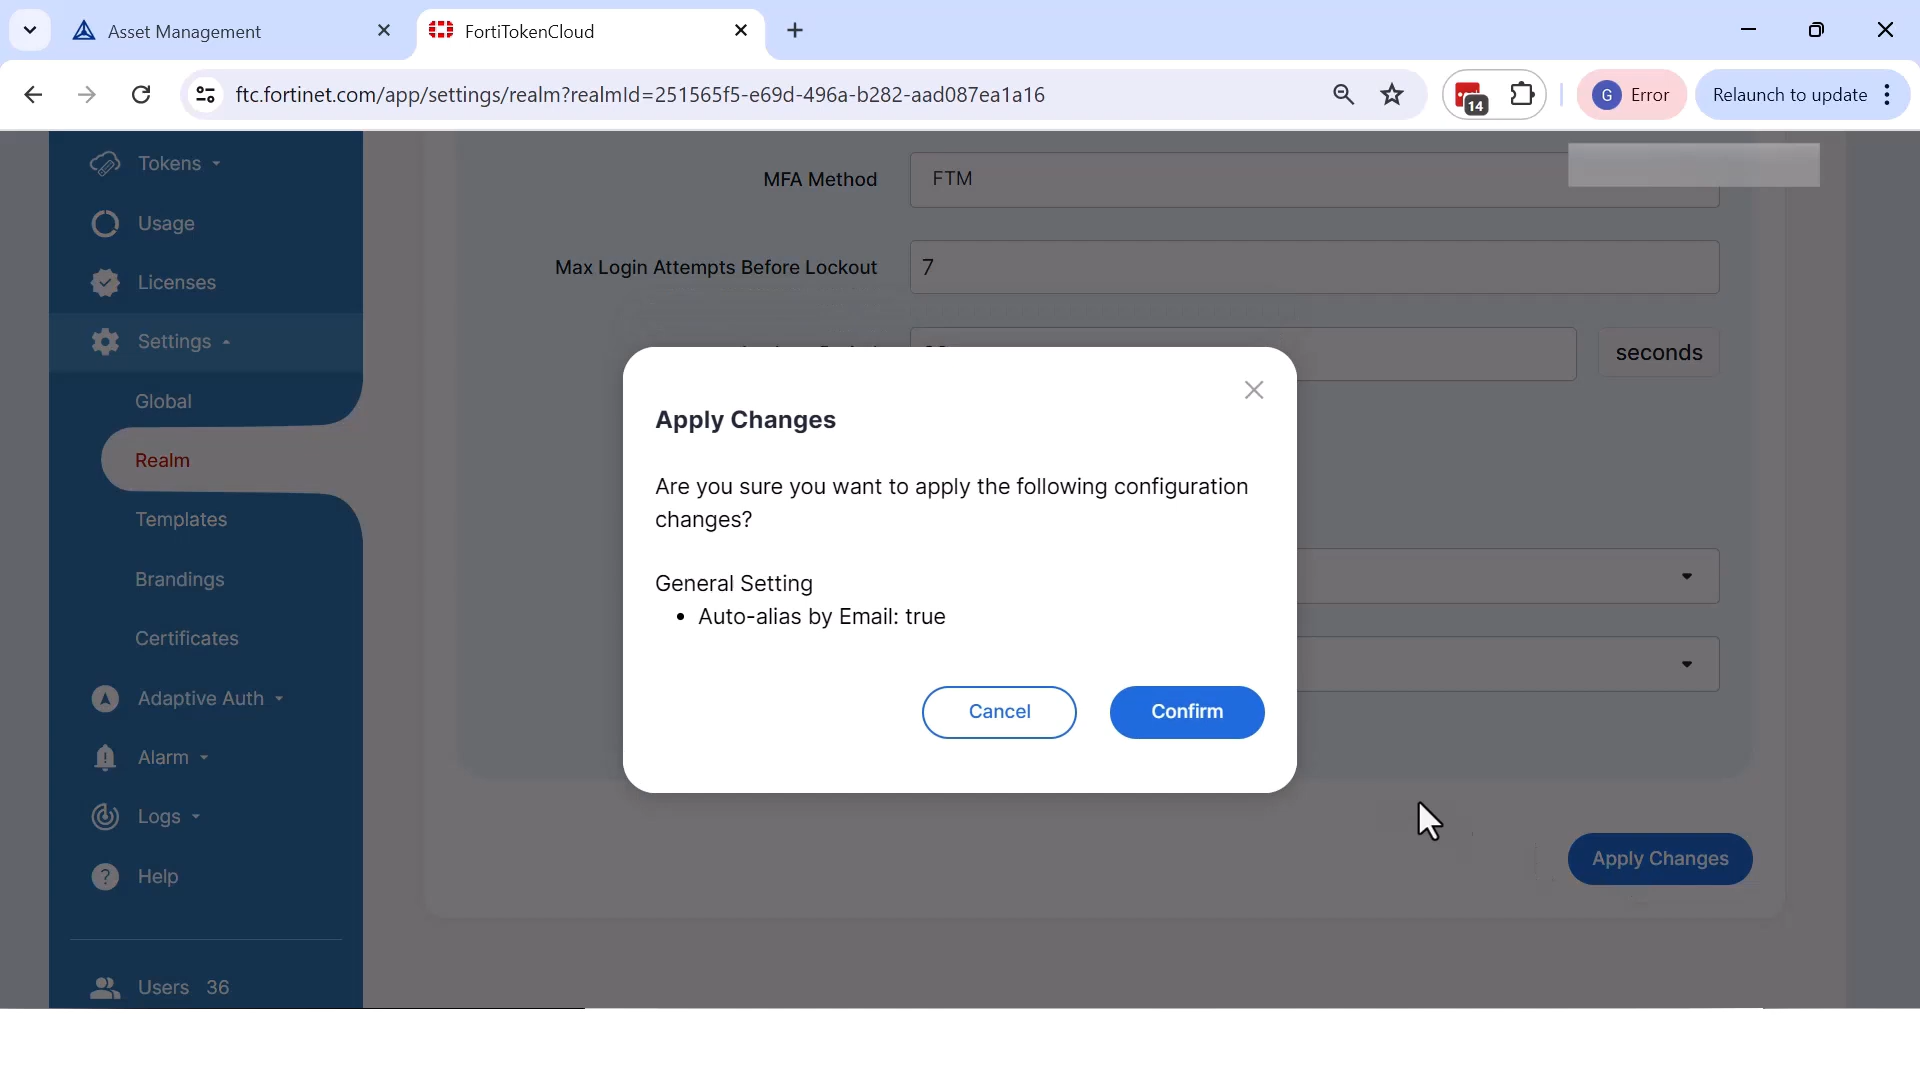 Asset Management
FortiTokenCloud
ftc.fortinet.com/app/settings/realm?realmId=251565f5-e69d-496a-b282-aad087ea1a16
14
G Error
Relaunch to update
Tokens
Usage
Licenses
Settings
Global
Realm
Templates
Brandings
Certificates
Adaptive Auth
Alarm
Logs
Help
Users 36
MFA Method
FTM
Max Login Attempts Before Lockout
7
seconds
Apply Changes
Are you sure you want to apply the following configuration
changes?
General Setting
• Auto-alias by Email: true
Cancel
Confirm
Apply Changes